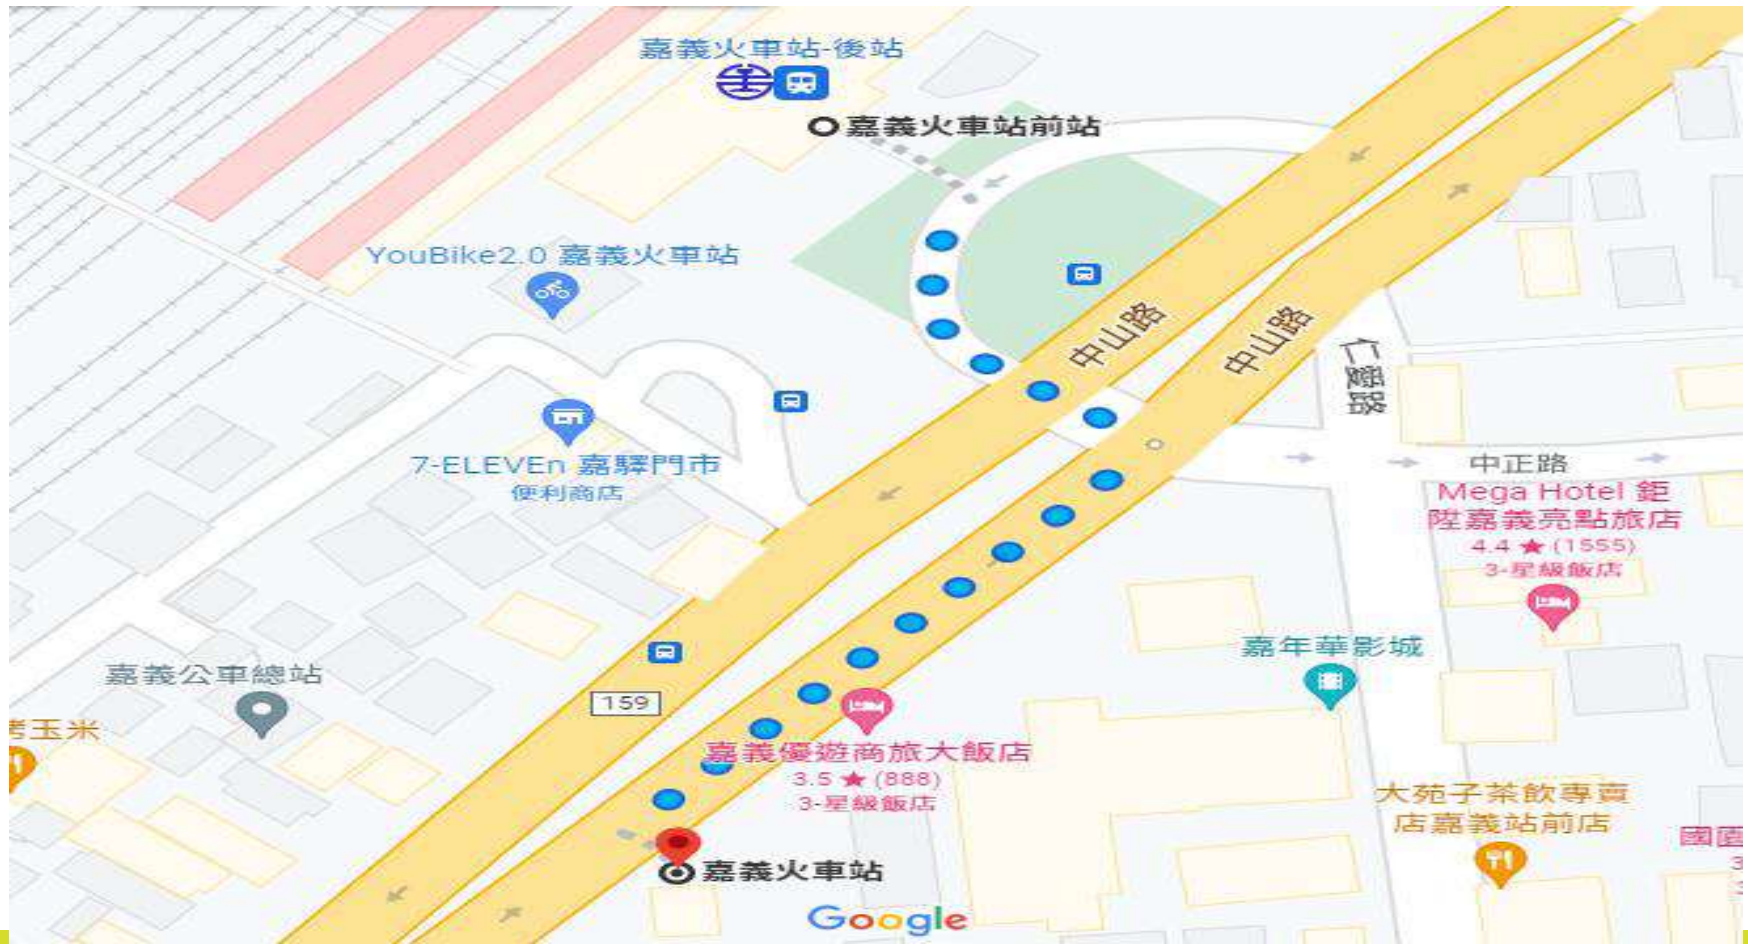 嘉義火車站-後站
嘉義火車站前站
YouBike2.0 嘉義火車站
中山路
中山路
仁愛路
7-ELEVEn 嘉驛門市
便利商店
中正路
Mega Hotel 鉅
陞嘉義亮點旅店
4.4 ★ (1555)
3-星級飯店
嘉年華影城
嘉義公車總站
159
烤玉米
嘉義優遊商旅大飯店
3.5 ★ (888)
3-星級飯店
大苑子茶飲專賣
店嘉義站前店
嘉義火車站
Google